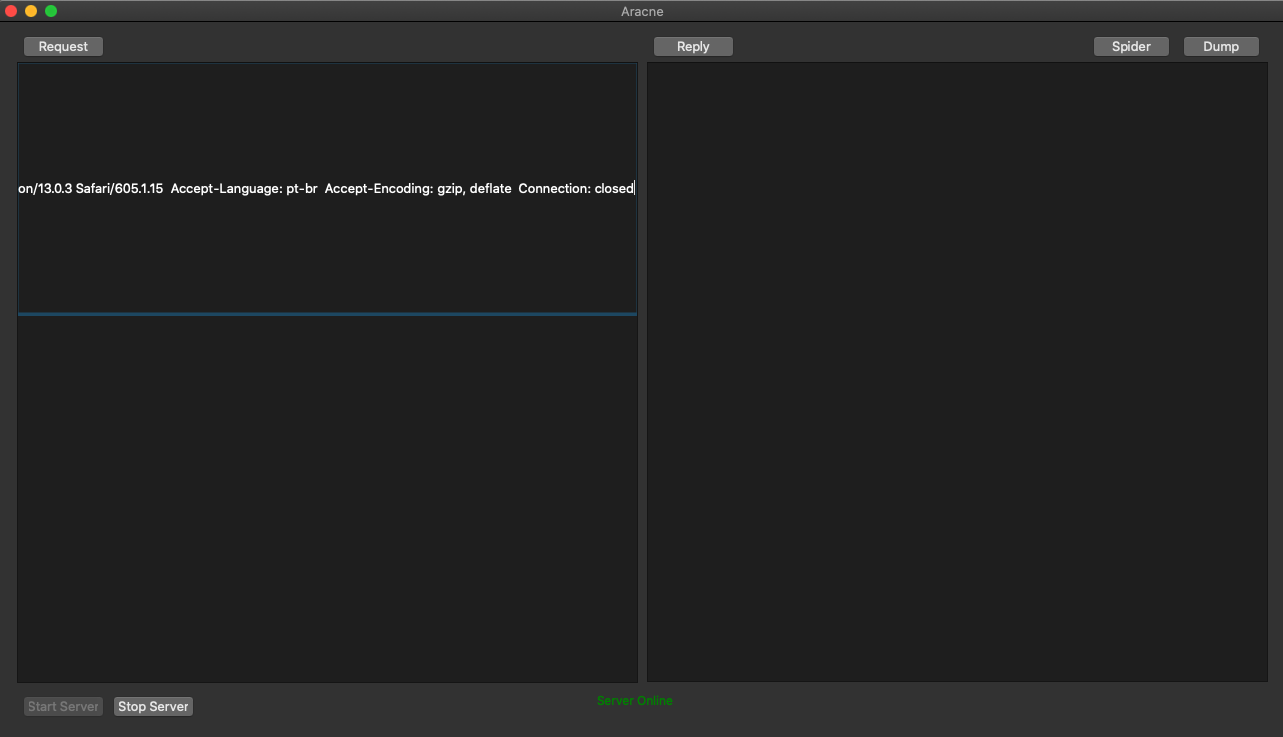 Aracne
Request
Reply
Spider
Dump
on/13.0.3 Safari/605.1.15  Accept-Language: pt-br  Accept-Encoding: gzip, deflate  Connection: closed
Start Server
Stop Server
Server Online